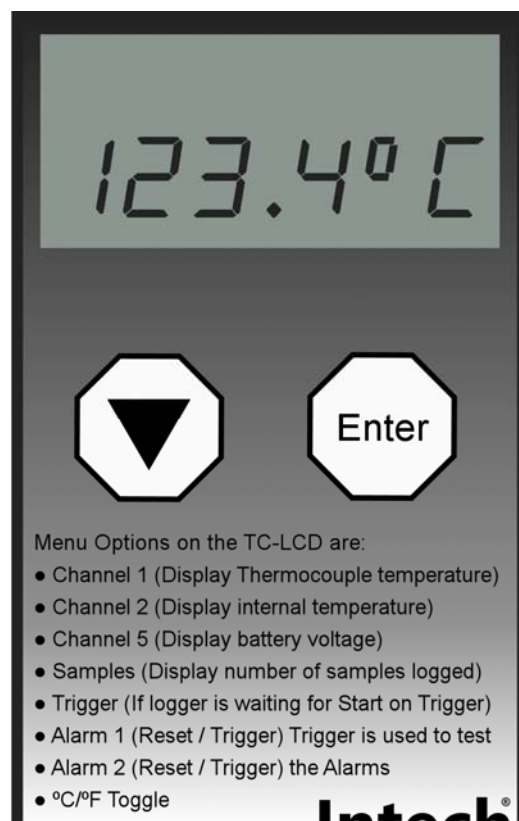 123.4ºC
Enter
Menu Options on the TC-LCD are:
● Channel 1 (Display Thermocouple temperature)
● Channel 2 (Display internal temperature)
● Channel 5 (Display battery voltage)
● Samples (Display number of samples logged)
● Trigger (If logger is waiting for Start on Trigger)
● Alarm 1 (Reset / Trigger) Trigger is used to test
● Alarm 2 (Reset / Trigger) the Alarms
● ºC/ºF Toggle
Intech®